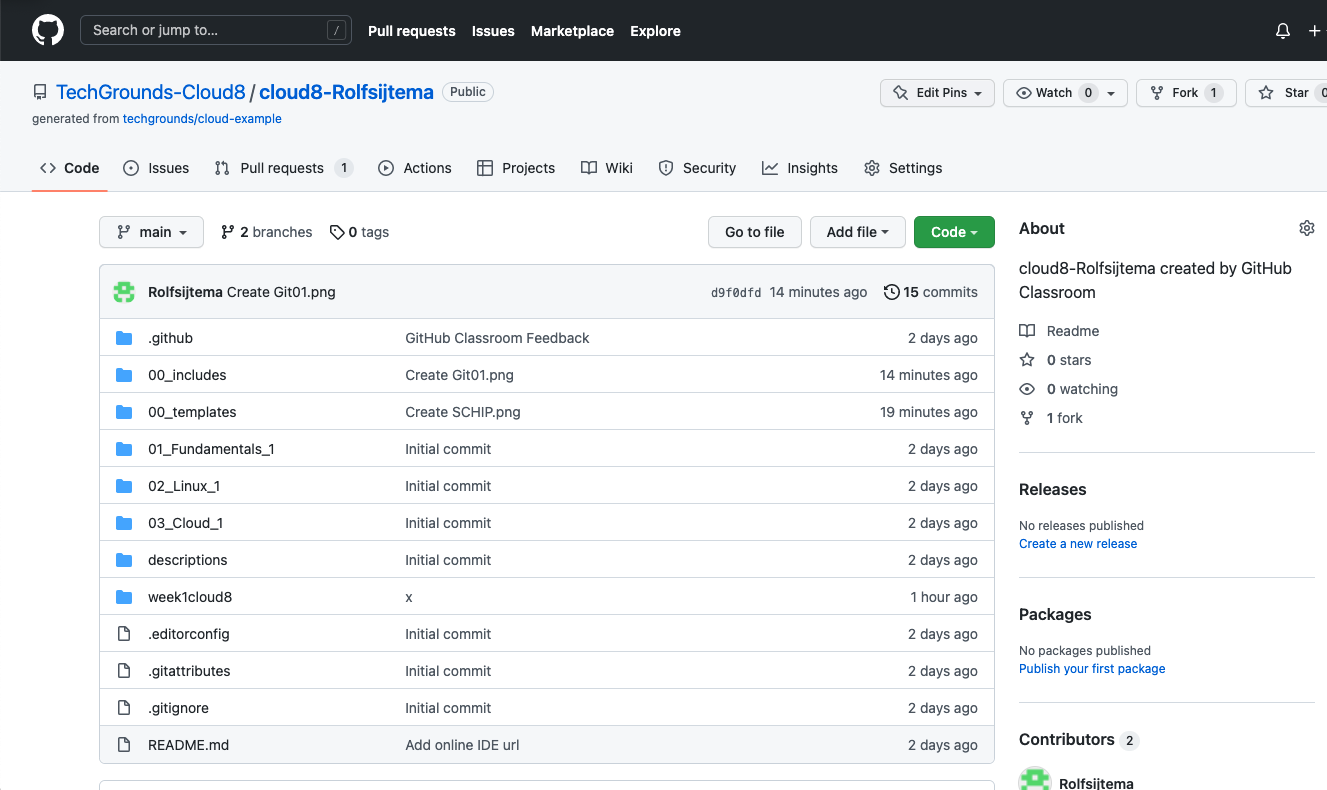 Search or jump to... /
Pull requests Issues Marketplace Explore
TechGrounds-Cloud8 / cloud8-Rolfsijtema Public
Edit Pins Watch 0 Fork 1 Star 0
generated from techgrounds/cloud-example
Code Issues Pull requests 1 Actions Projects Wiki Security Insights Settings
main 2 branches 0 tags
Go to file Add file Code
Rolfsijtema Create Git01.png d9f0dfd 14 minutes ago 15 commits
.github GitHub Classroom Feedback 2 days ago
00_includes Create Git01.png 14 minutes ago
00_templates Create SCHIP.png 19 minutes ago
01_Fundamentals_1 Initial commit 2 days ago
02_Linux_1 Initial commit 2 days ago
03_Cloud_1 Initial commit 2 days ago
descriptions Initial commit 2 days ago
week1cloud8 x 1 hour ago
.editorconfig Initial commit 2 days ago
.gitattributes Initial commit 2 days ago
.gitignore Initial commit 2 days ago
README.md Add online IDE url 2 days ago
About
cloud8-Rolfsijtema created by GitHub
Classroom
Readme
0 stars
0 watching
1 fork
Releases
No releases published
Create a new release
Packages
No packages published
Publish your first package
Contributors 2
Rolfsijtema